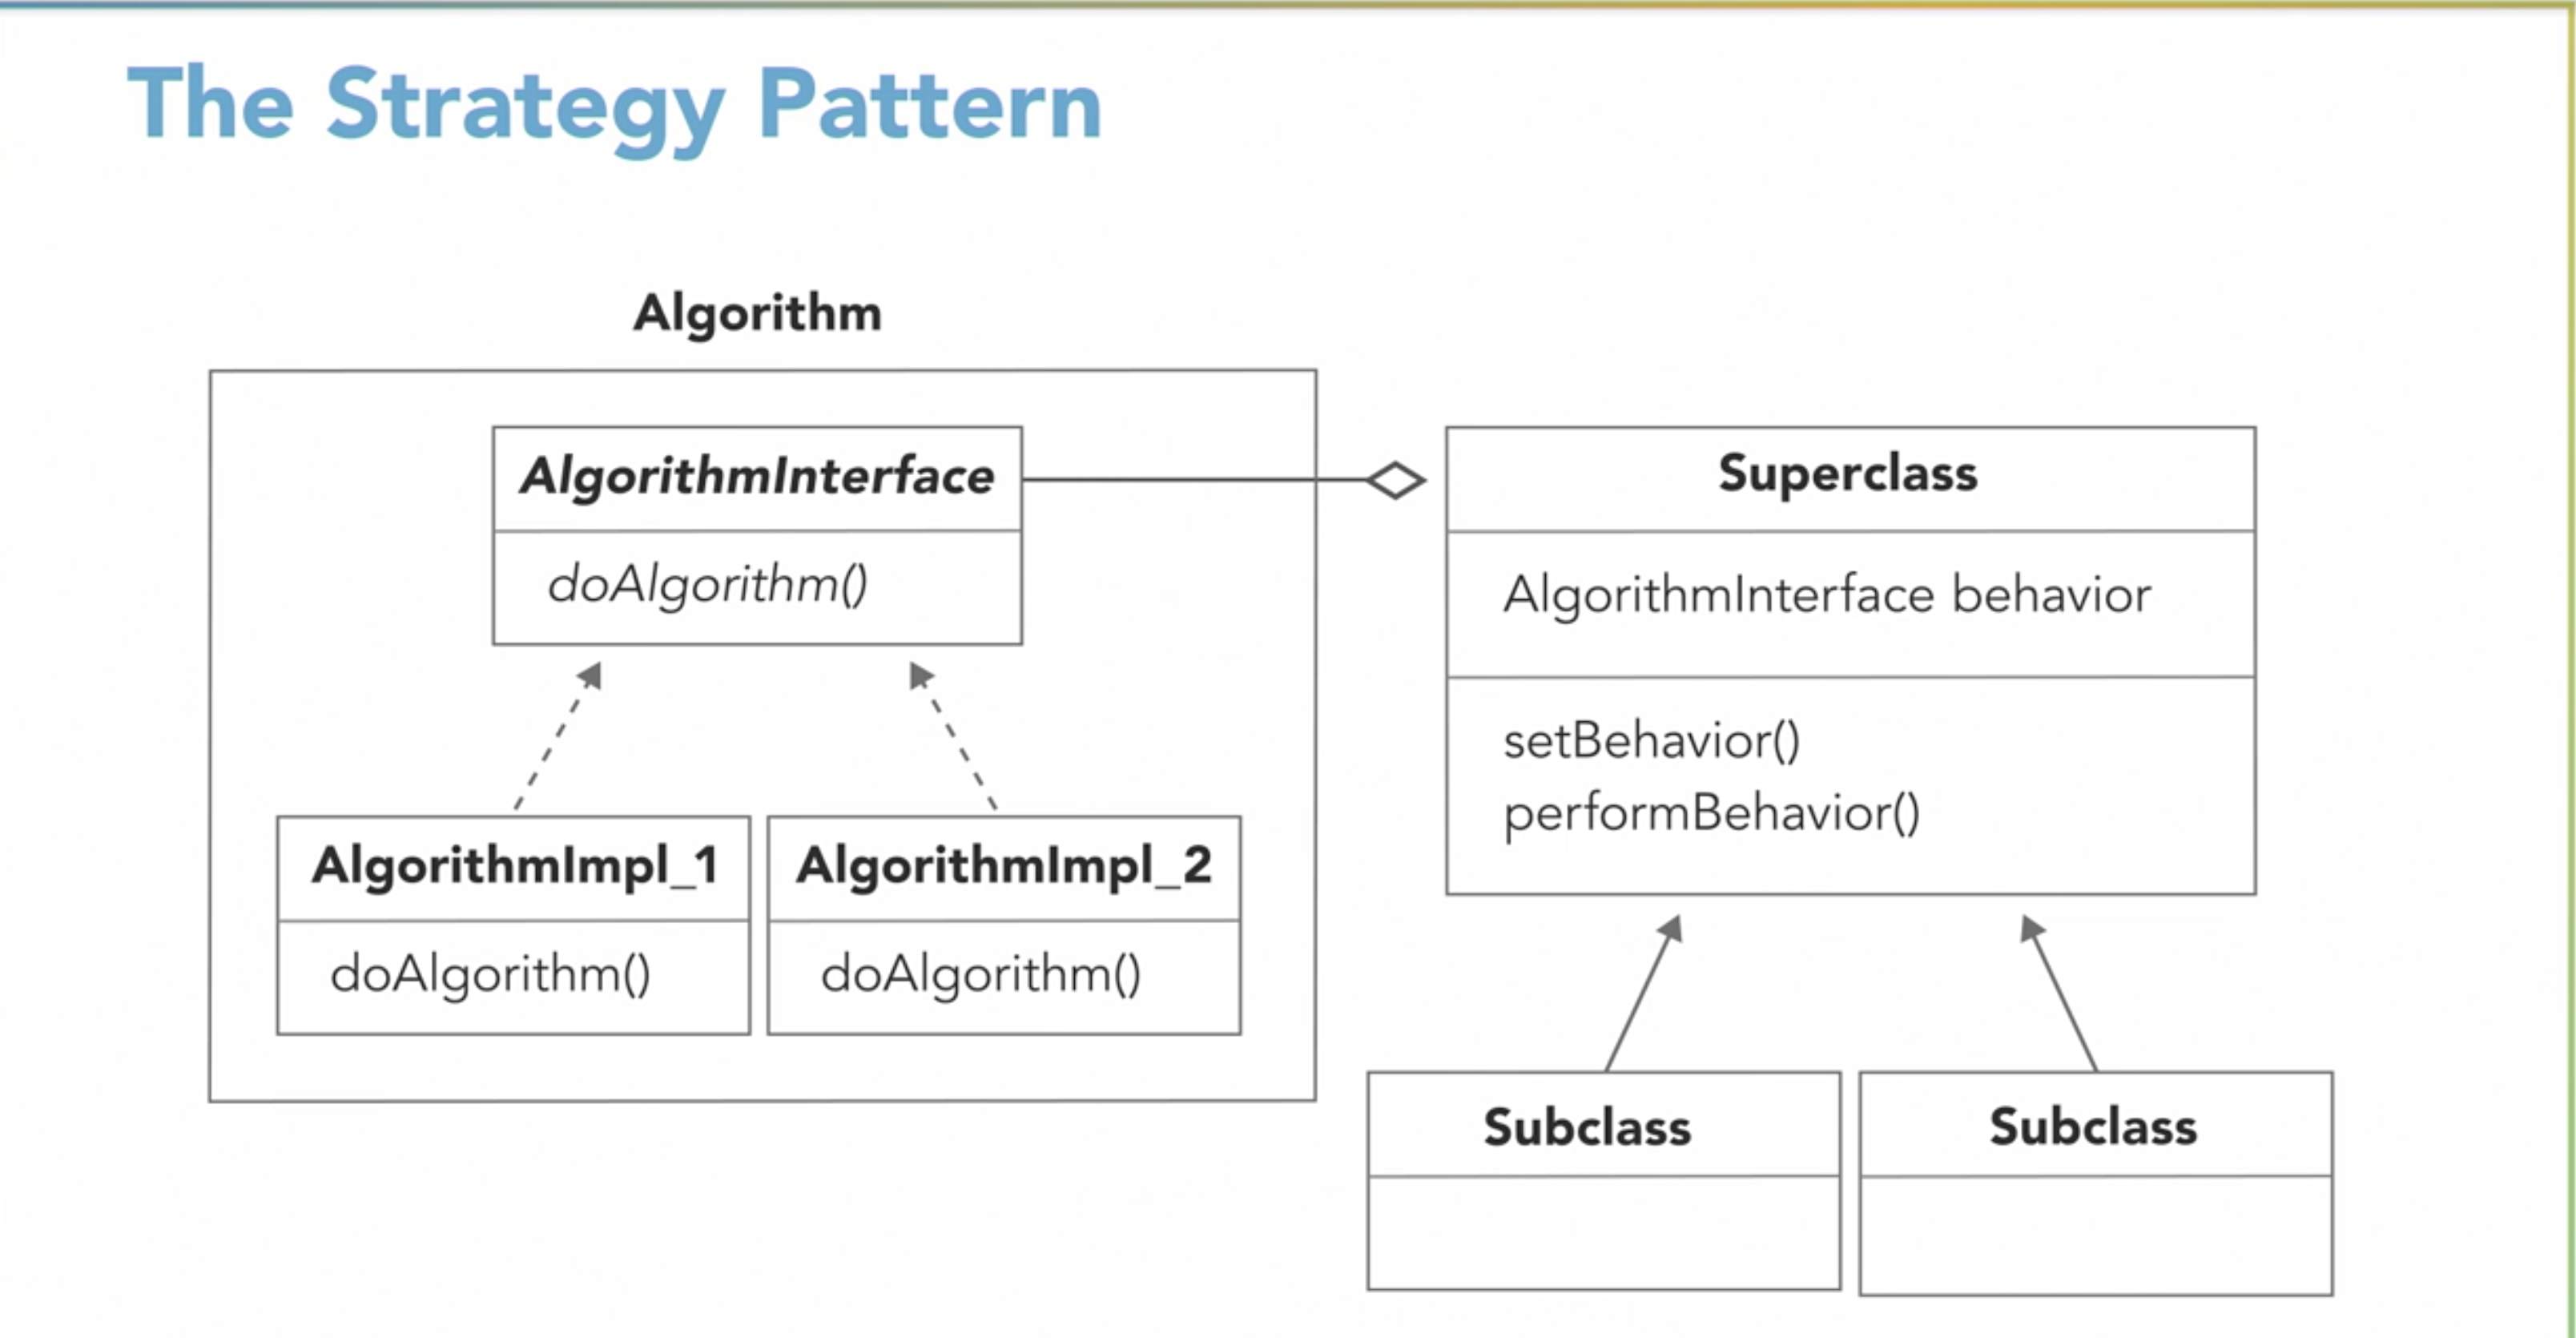 The Strategy Pattern
Algorithm
AlgorithmInterface
doAlgorithm()
AlgorithmImpl_1
doAlgorithm()
AlgorithmImpl_2
doAlgorithm()
Superclass
AlgorithmInterface behavior
setBehavior()
performBehavior()
Subclass
Subclass